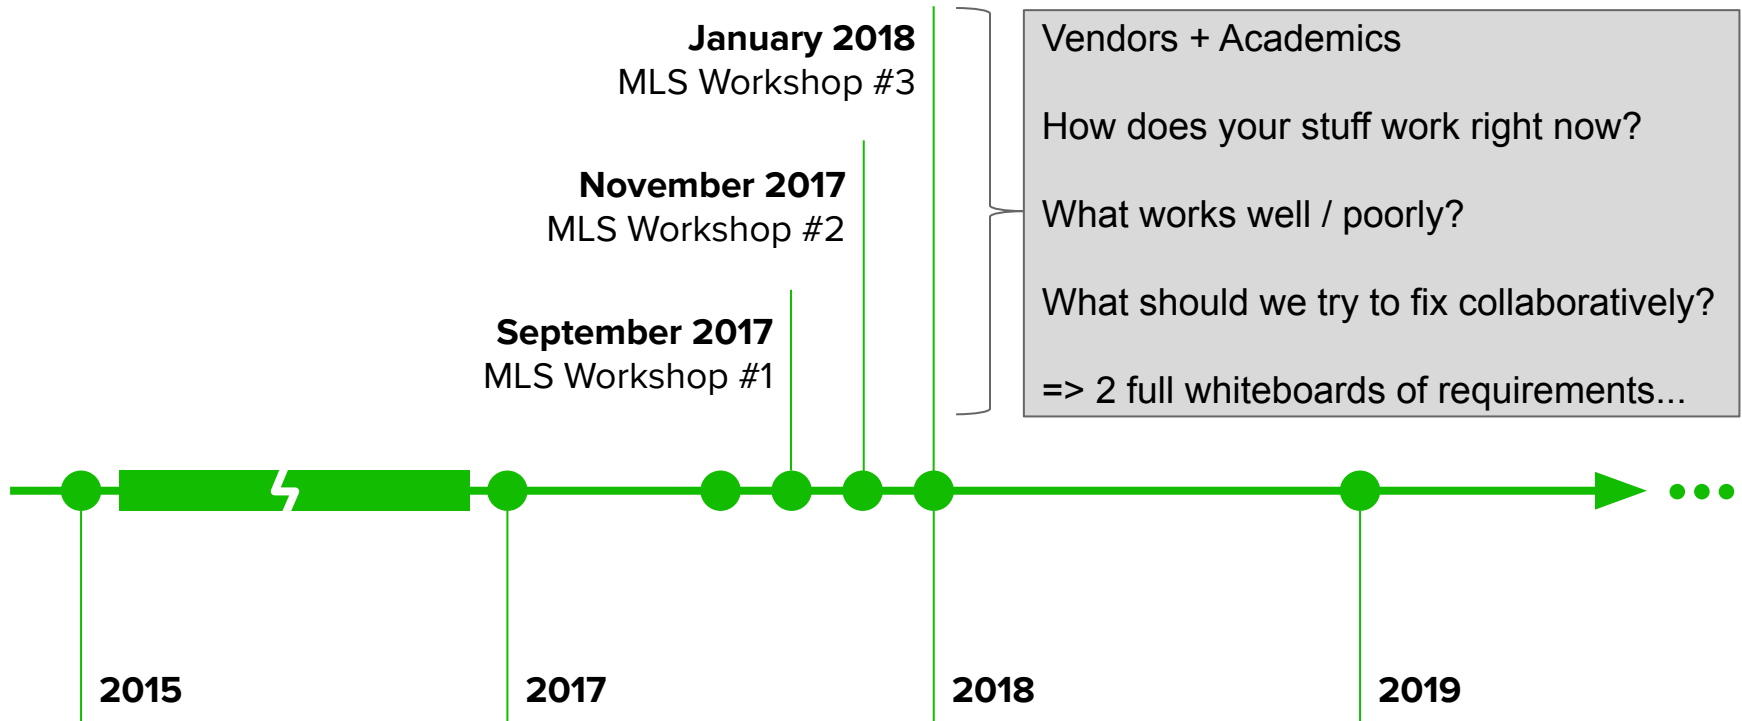 January 2018
MLS Workshop #3
November 2017
MLS Workshop #2
September 2017
MLS Workshop #1
Vendors + Academics
How does your stuff work right now?
What works well / poorly?
What should we try to fix collaboratively?
=> 2 full whiteboards of requirements...
2015
2017
2018
2019